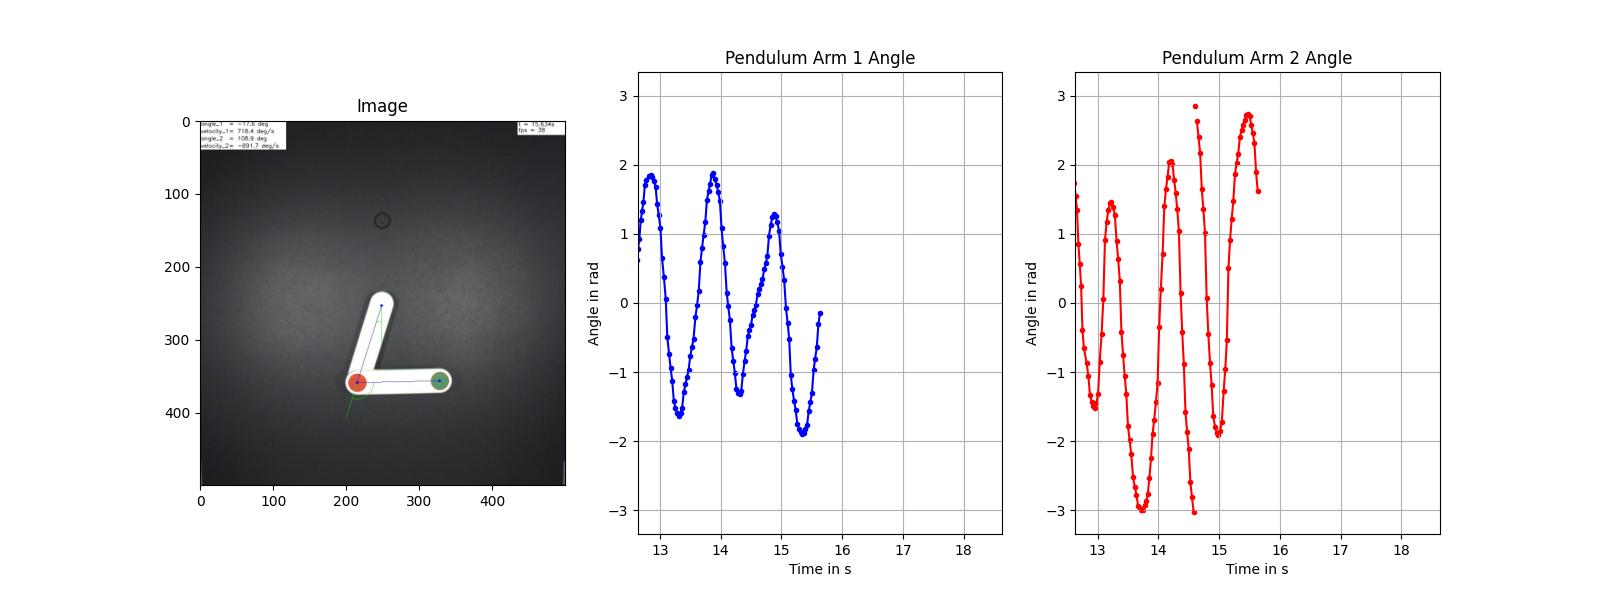 Image
angle_1 = -17.6 deg
velocity_1= 718.4 deg/s
angle_2 = 108.9 deg
velocity_2= -891.7 deg/s
t = 15.634s
fps = 38
0
100
200
300
400
0 100 200 300 400
Pendulum Arm 1 Angle
Angle in rad
3
2
1
0
−1
−2
−3
13 14 15 16 17 18
Time in s
Pendulum Arm 2 Angle
Angle in rad
3
2
1
0
−1
−2
−3
13 14 15 16 17 18
Time in s